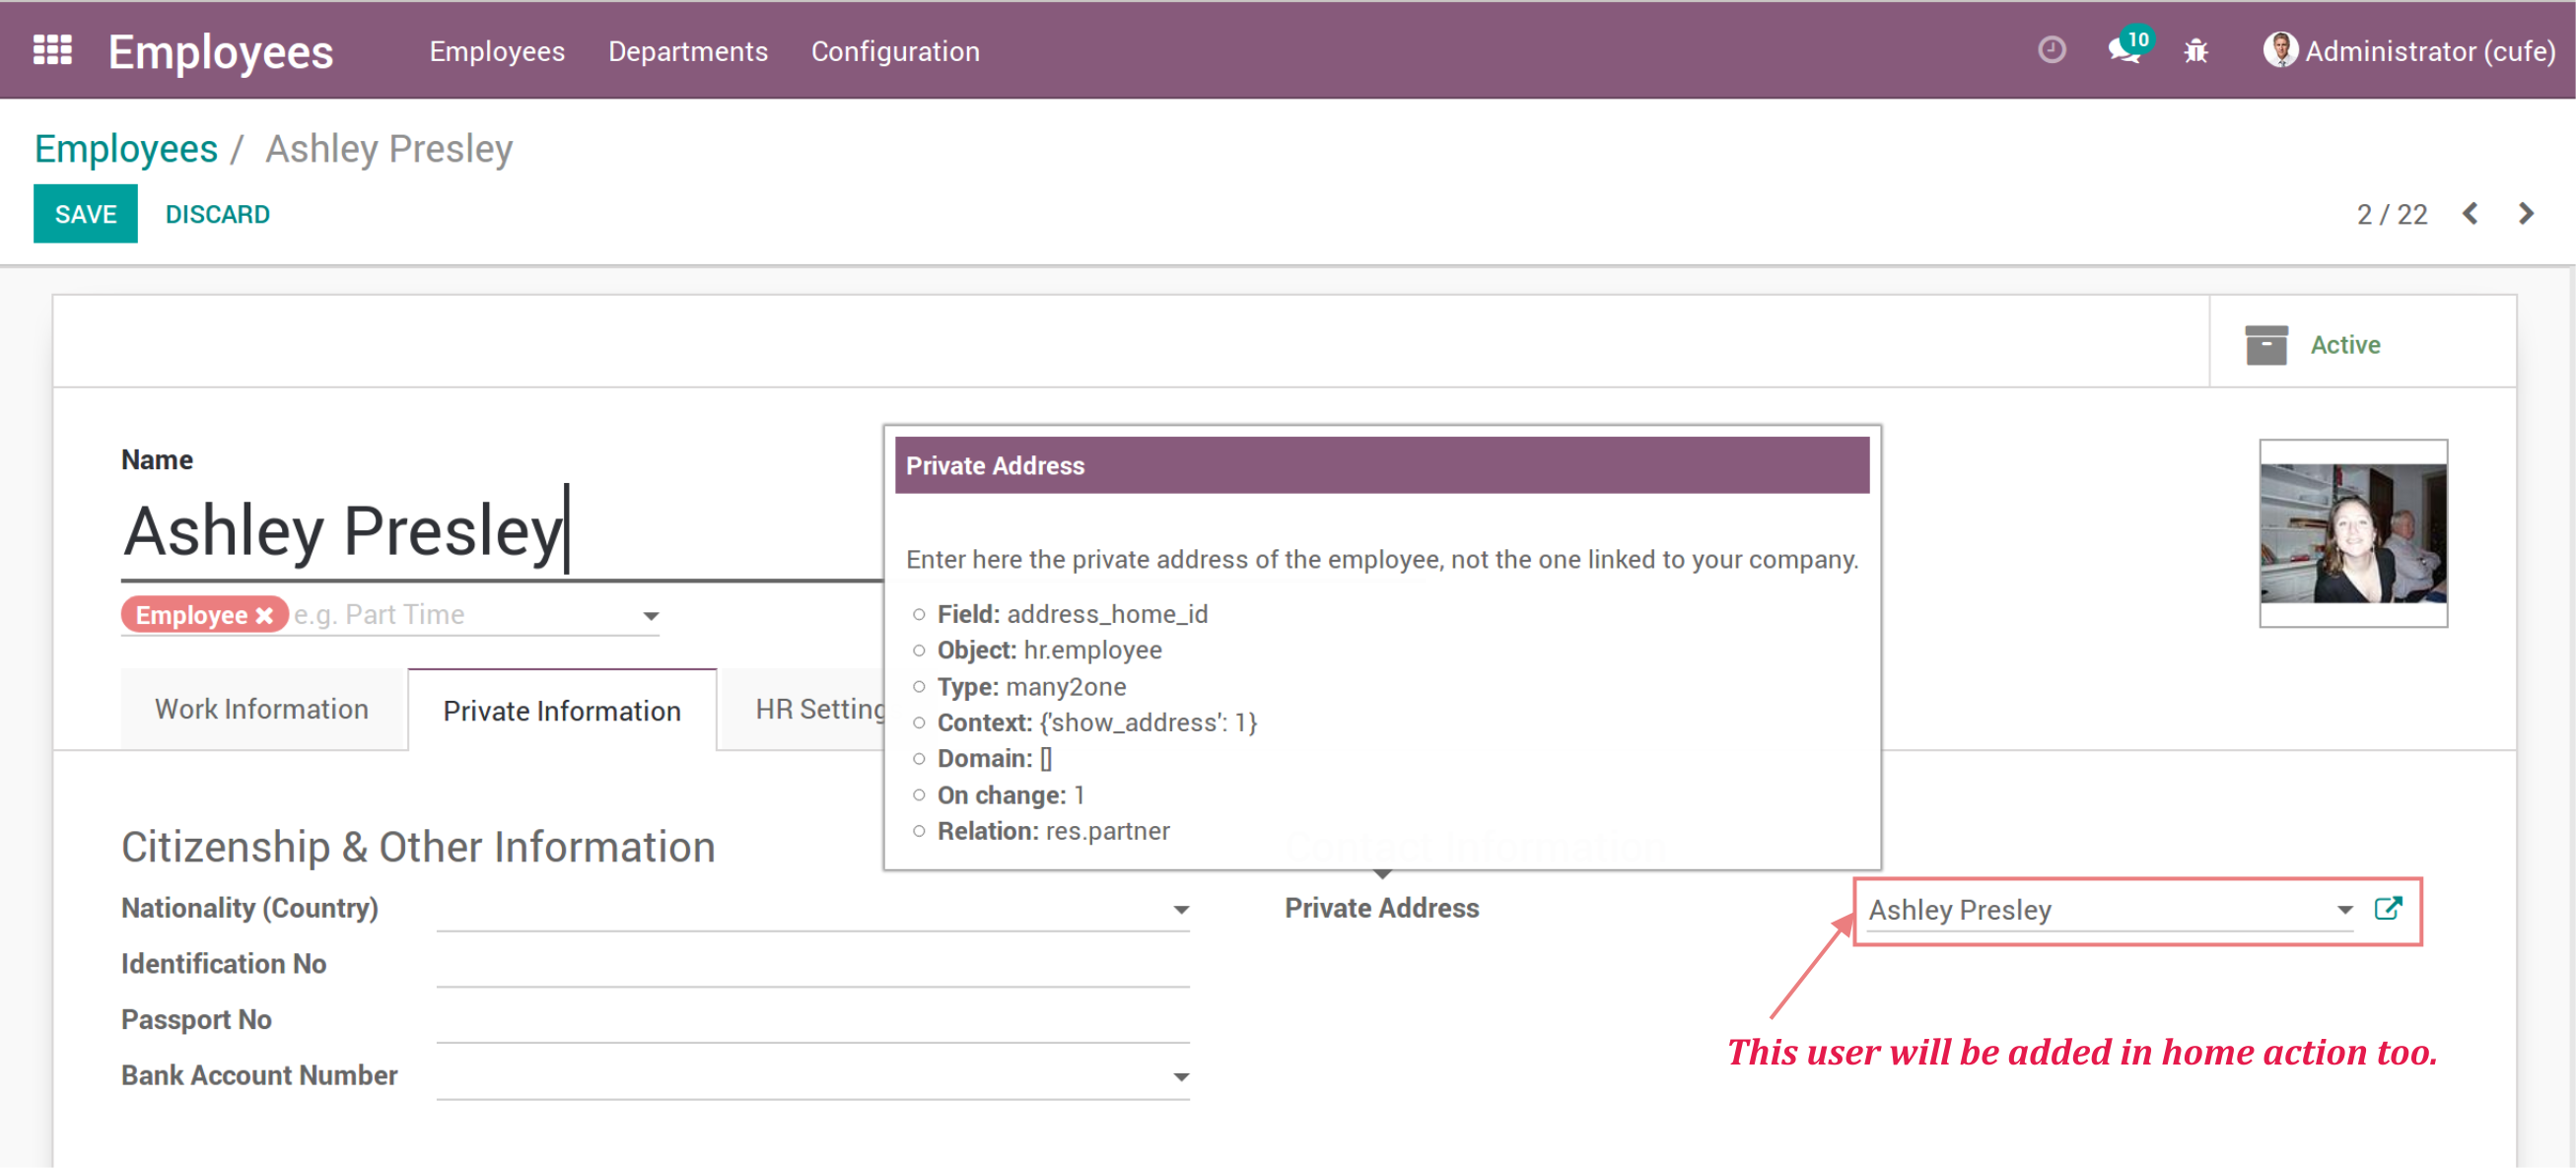 Employees Employees Departments Configuration 10 Administrator (cufe)
Employees / Ashley Presley
SAVE DISCARD 2 / 22
Active
Name
Ashley Presley
Employee ✖ e.g. Part Time
Private Address
Enter here the private address of the employee, not the one linked to your company.
Field: address_home_id
Object: hr.employee
Type: many2one
Context: {'show_address': 1}
Domain: []
On change: 1
Relation: res.partner
Work Information Private Information HR Setting
Citizenship & Other Information Contact Information
Nationality (Country)
Identification No
Passport No
Bank Account Number
Private Address Ashley Presley
This user will be added in home action too.